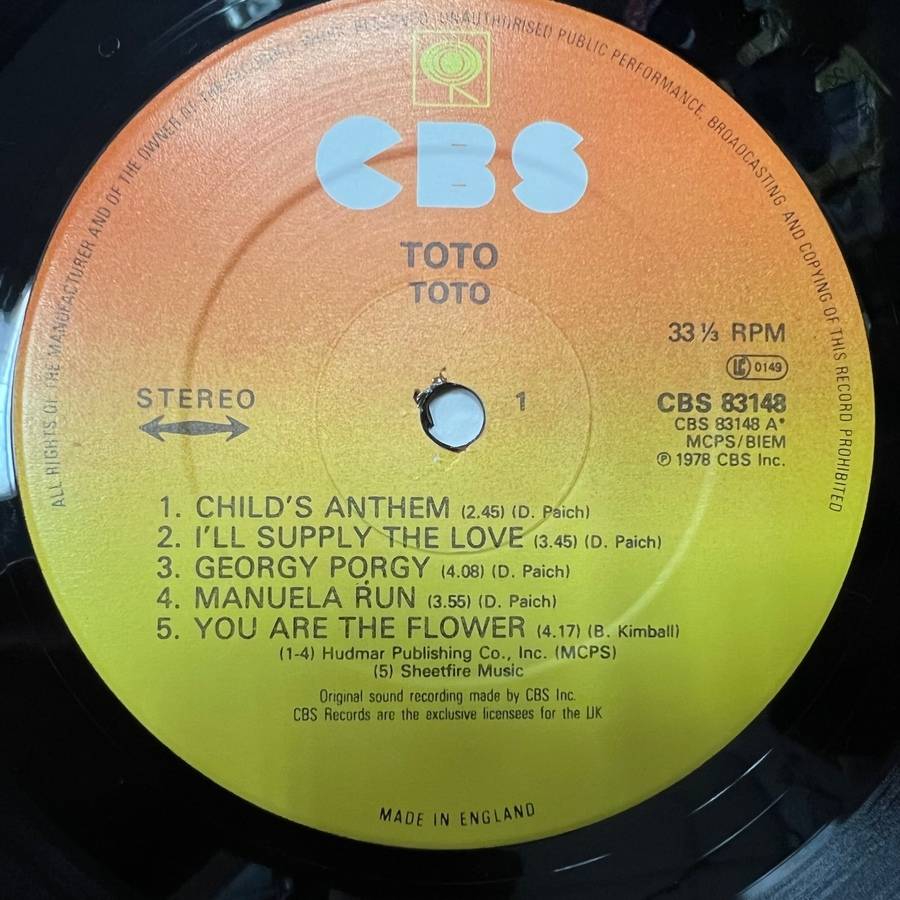 ALL RIGHTS OF THE MANUFACTURER AND OF THE OWNER OF THE RECORDED WORK RESERVED. UNAUTHORISED PUBLIC PERFORMANCE, BROADCASTING AND COPYING OF THIS RECORD PROHIBITED
CBS
TOTO
TOTO
33 ⅓ RPM
LC 0149
STEREO
1
CBS 83148
CBS 83148 A*
MCPS/BIEM
℗ 1978 CBS Inc.
1. CHILD'S ANTHEM (2.45) (D. Paich)
2. I'LL SUPPLY THE LOVE (3.45) (D. Paich)
3. GEORGY PORGY (4.08) (D. Paich)
4. MANUELA RUN (3.55) (D. Paich)
5. YOU ARE THE FLOWER (4.17) (B. Kimball)
(1-4) Hudmar Publishing Co., Inc. (MCPS)
(5) Sheetfire Music
Original sound recording made by CBS Inc.
CBS Records are the exclusive licensees for the UK
MADE IN ENGLAND